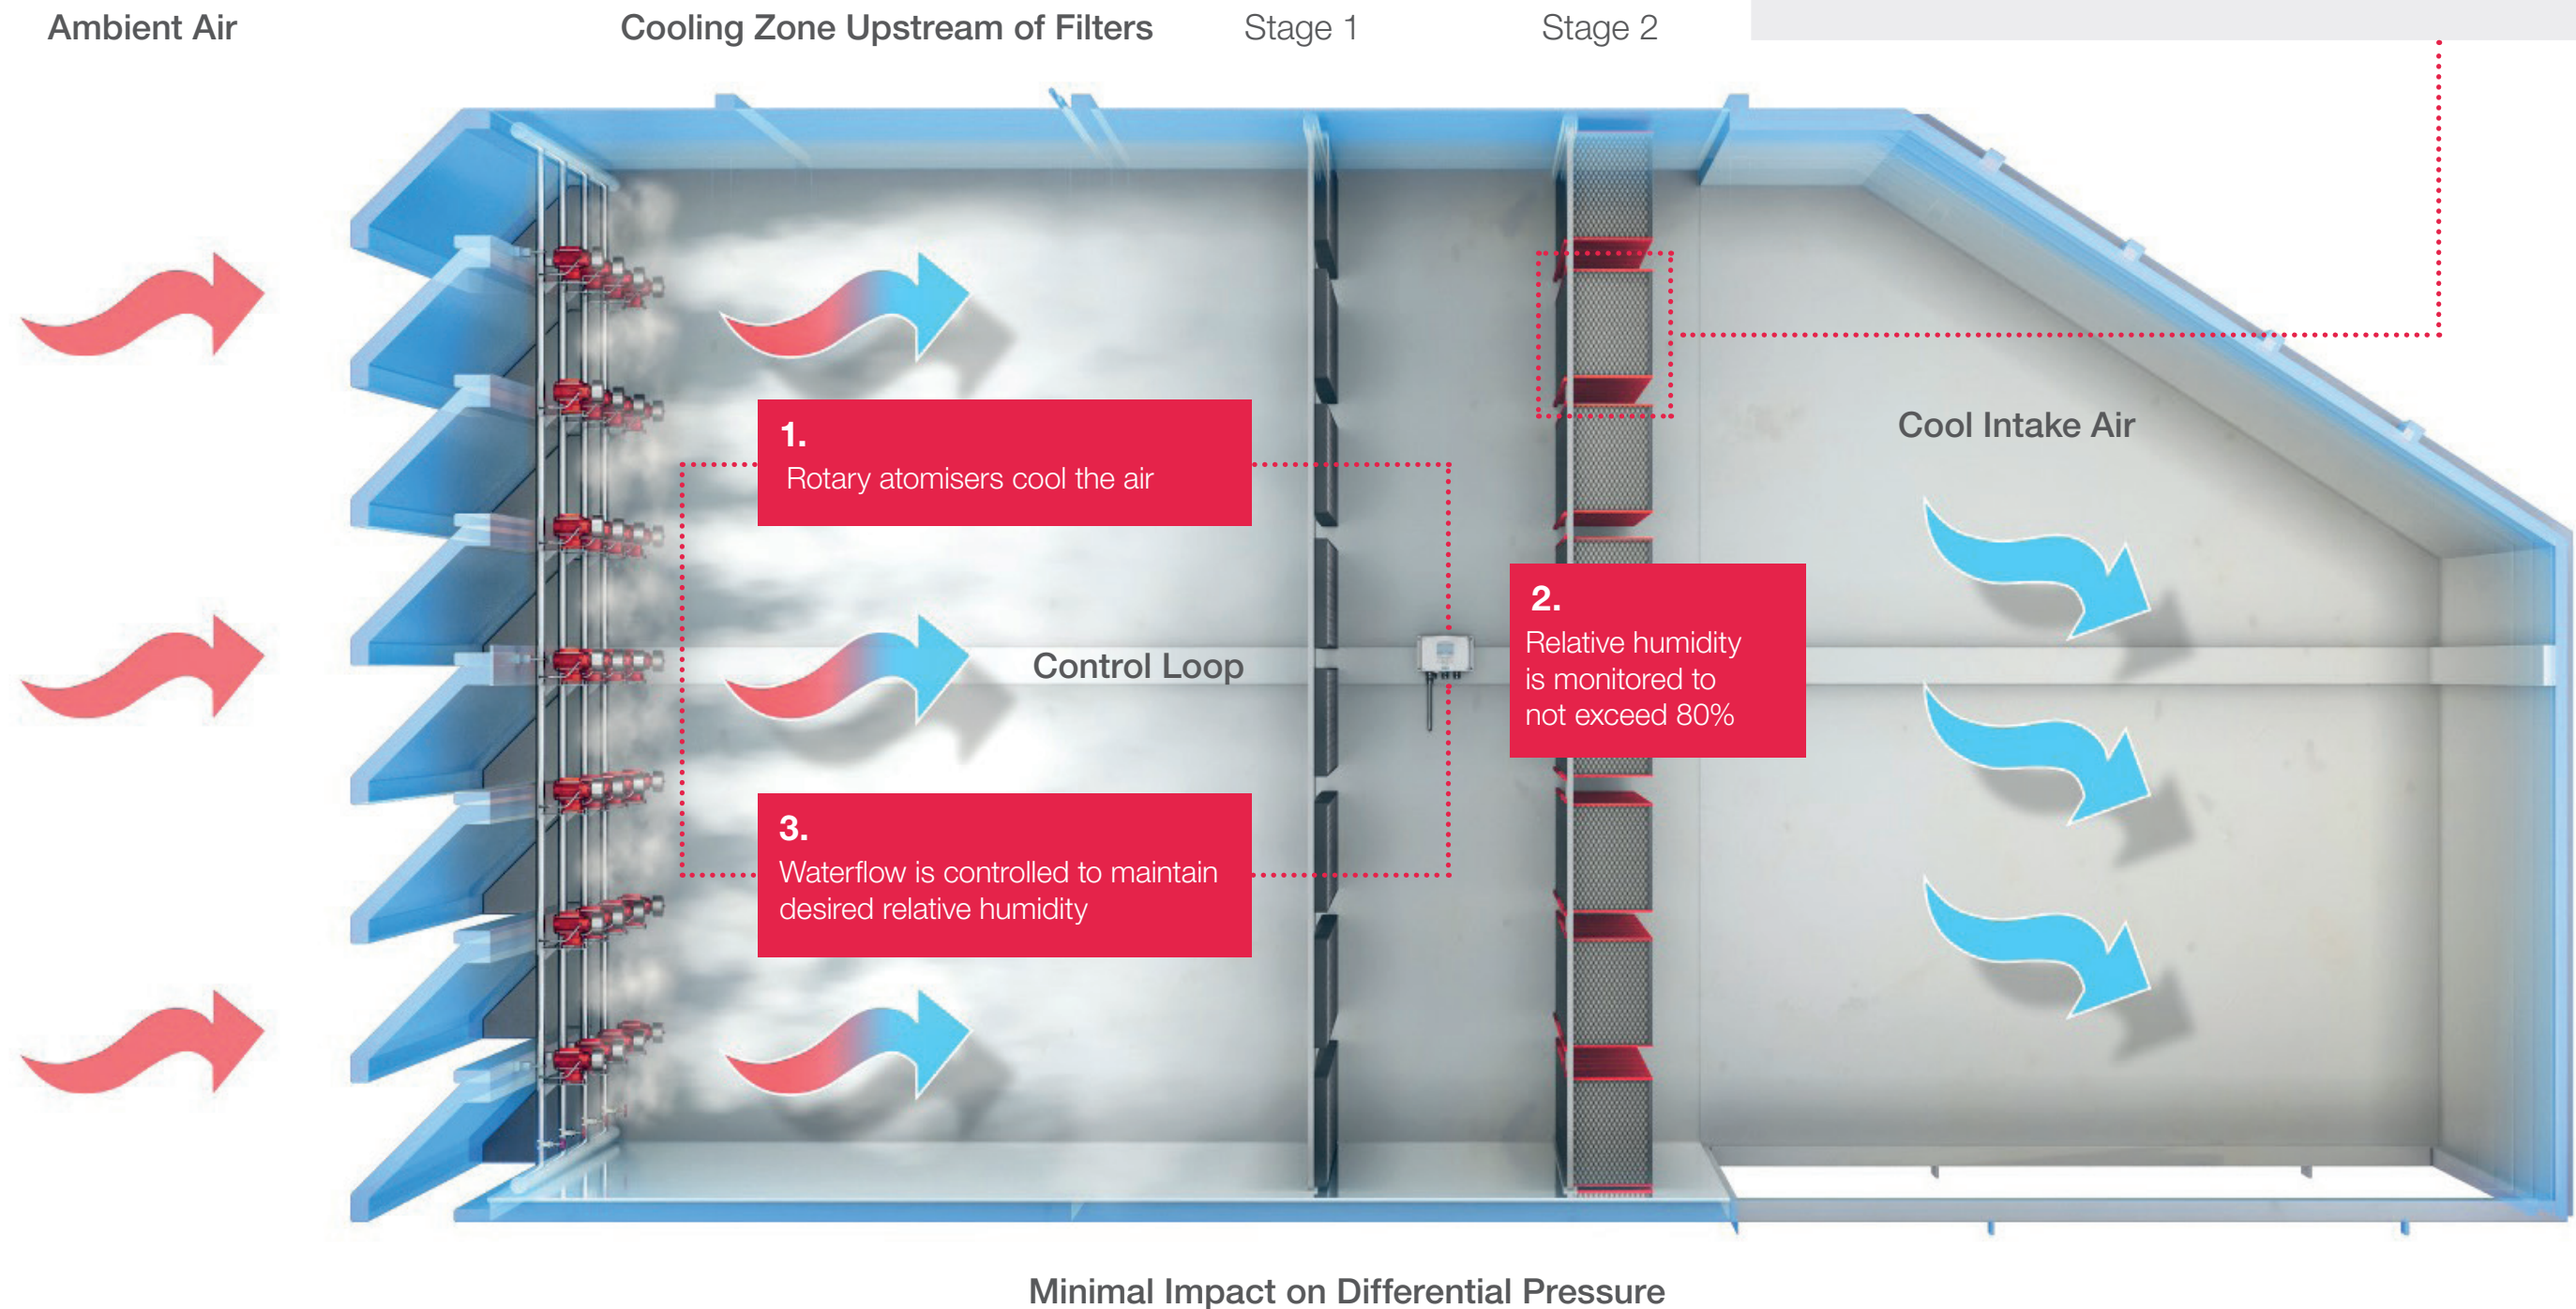 Ambient Air
Cooling Zone Upstream of Filters
Stage 1
Stage 2
1.
Rotary atomisers cool the air
Cool Intake Air
2.
Relative humidity
is monitored to
not exceed 80%
Control Loop
3.
Waterflow is controlled to maintain
desired relative humidity
Minimal Impact on Differential Pressure